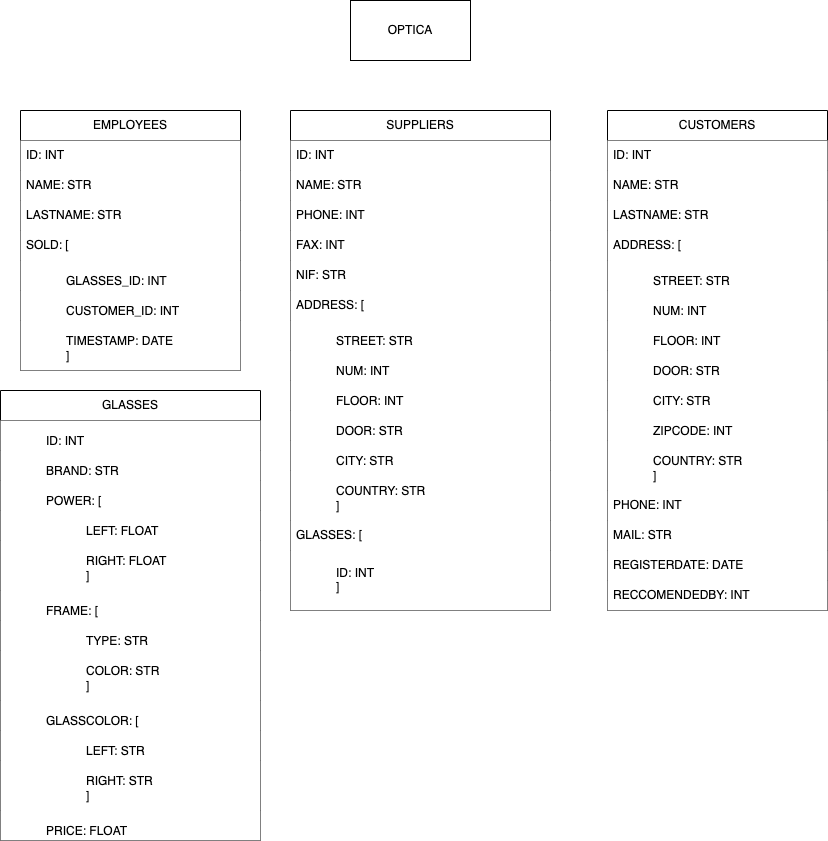 OPTICA
EMPLOYEES
ID: INT
NAME: STR
LASTNAME: STR
SOLD: [
GLASSES_ID: INT
CUSTOMER_ID: INT
TIMESTAMP: DATE
]
GLASSES
ID: INT
BRAND: STR
POWER: [
LEFT: FLOAT
RIGHT: FLOAT
]
FRAME: [
TYPE: STR
COLOR: STR
]
GLASSCOLOR: [
LEFT: STR
RIGHT: STR
]
PRICE: FLOAT
SUPPLIERS
ID: INT
NAME: STR
PHONE: INT
FAX: INT
NIF: STR
ADDRESS: [
STREET: STR
NUM: INT
FLOOR: INT
DOOR: STR
CITY: STR
COUNTRY: STR
]
GLASSES: [
ID: INT
]
CUSTOMERS
ID: INT
NAME: STR
LASTNAME: STR
ADDRESS: [
STREET: STR
NUM: INT
FLOOR: INT
DOOR: STR
CITY: STR
ZIPCODE: INT
COUNTRY: STR
]
PHONE: INT
MAIL: STR
REGISTERDATE: DATE
RECCOMENDEDBY: INT